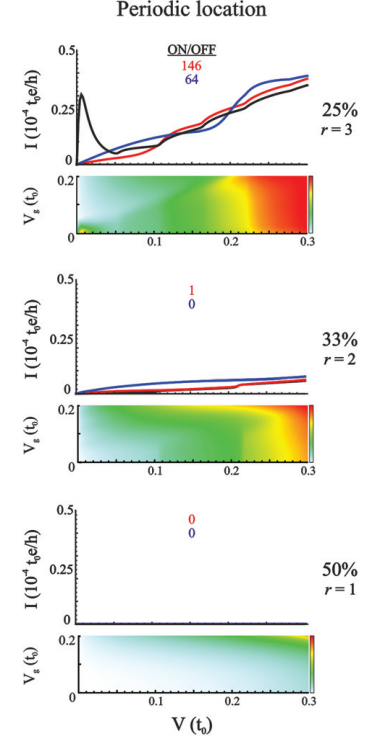 Periodic location
0.5
ON/OFF
146
64
0.25
I (10⁻⁴ t₀e/h)
25%
r = 3
0
0.2
V_g (t₀)
0
0.1
0.2
0.3
0.5
1
0
I (10⁻⁴ t₀e/h)
0.25
33%
r = 2
0
0.2
V_g (t₀)
0
0.1
0.2
0.3
0.5
0
0
I (10⁻⁴ t₀e/h)
0.25
50%
r = 1
0
0.2
V_g (t₀)
0
0.1
0.2
0.3
V (t₀)